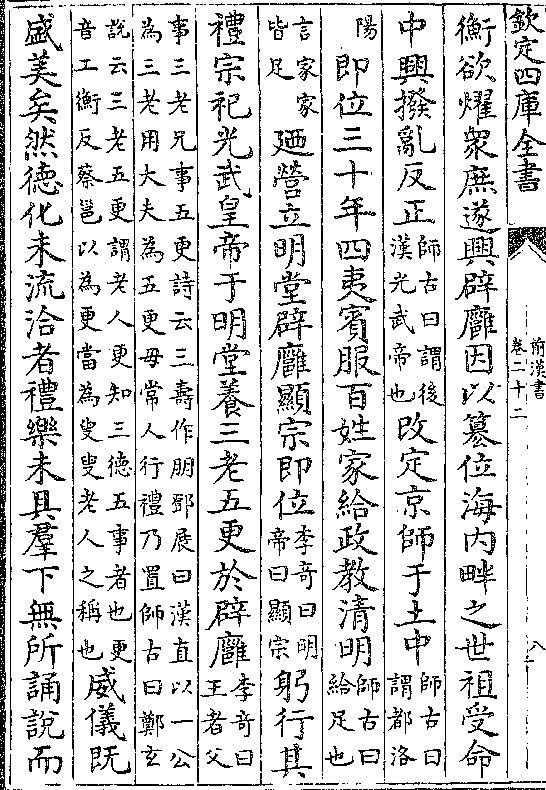 欽定四庫全書
前漢書
卷二十二
八
衡欲燿衆庶遂興辟廱因以簒位海内畔之世祖受命
中興撥亂反正師古曰謂後漢光武帝也改定京師于土中師古曰謂都洛
陽即位三十年四夷賓服百姓家給政教清明師古曰給足也
言家家皆足廼營立明堂辟廱顯宗即位李奇曰明帝曰顯宗躬行其
禮宗祀光武皇帝于明堂養三老五更於辟廱李奇曰王者父
事三老兄事五更詩云三壽作朋鄧展曰漢直以一公為三老用大夫為五更毎常人行禮乃置師古曰鄭玄
説云三老五更謂老人更知三德五事者也更音工衡反蔡邕以為更當為叟叟老人之稱也威儀既
盛美矣然德化未流洽者禮樂未具羣下無所誦説而